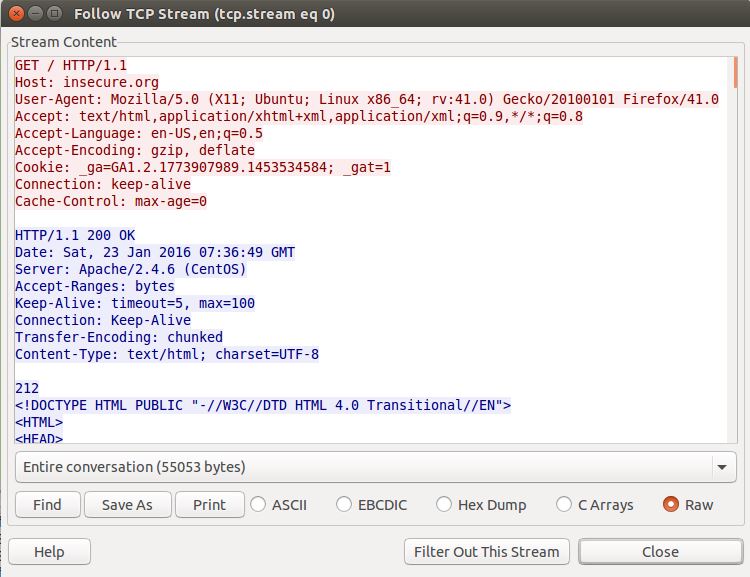 Follow TCP Stream (tcp.stream eq 0)
Stream Content
GET / HTTP/1.1
Host: insecure.org
User-Agent: Mozilla/5.0 (X11; Ubuntu; Linux x86_64; rv:41.0) Gecko/20100101 Firefox/41.0
Accept: text/html,application/xhtml+xml,application/xml;q=0.9,*/*;q=0.8
Accept-Language: en-US,en;q=0.5
Accept-Encoding: gzip, deflate
Cookie: _ga=GA1.2.1773907989.1453534584; _gat=1
Connection: keep-alive
Cache-Control: max-age=0

HTTP/1.1 200 OK
Date: Sat, 23 Jan 2016 07:36:49 GMT
Server: Apache/2.4.6 (CentOS)
Accept-Ranges: bytes
Keep-Alive: timeout=5, max=100
Connection: Keep-Alive
Transfer-Encoding: chunked
Content-Type: text/html; charset=UTF-8

212
<!DOCTYPE HTML PUBLIC "-//W3C//DTD HTML 4.0 Transitional//EN">
<HTML>
<HEAD>
Entire conversation (55053 bytes)
Find Save As Print ASCII EBCDIC Hex Dump C Arrays Raw
Help Filter Out This Stream Close